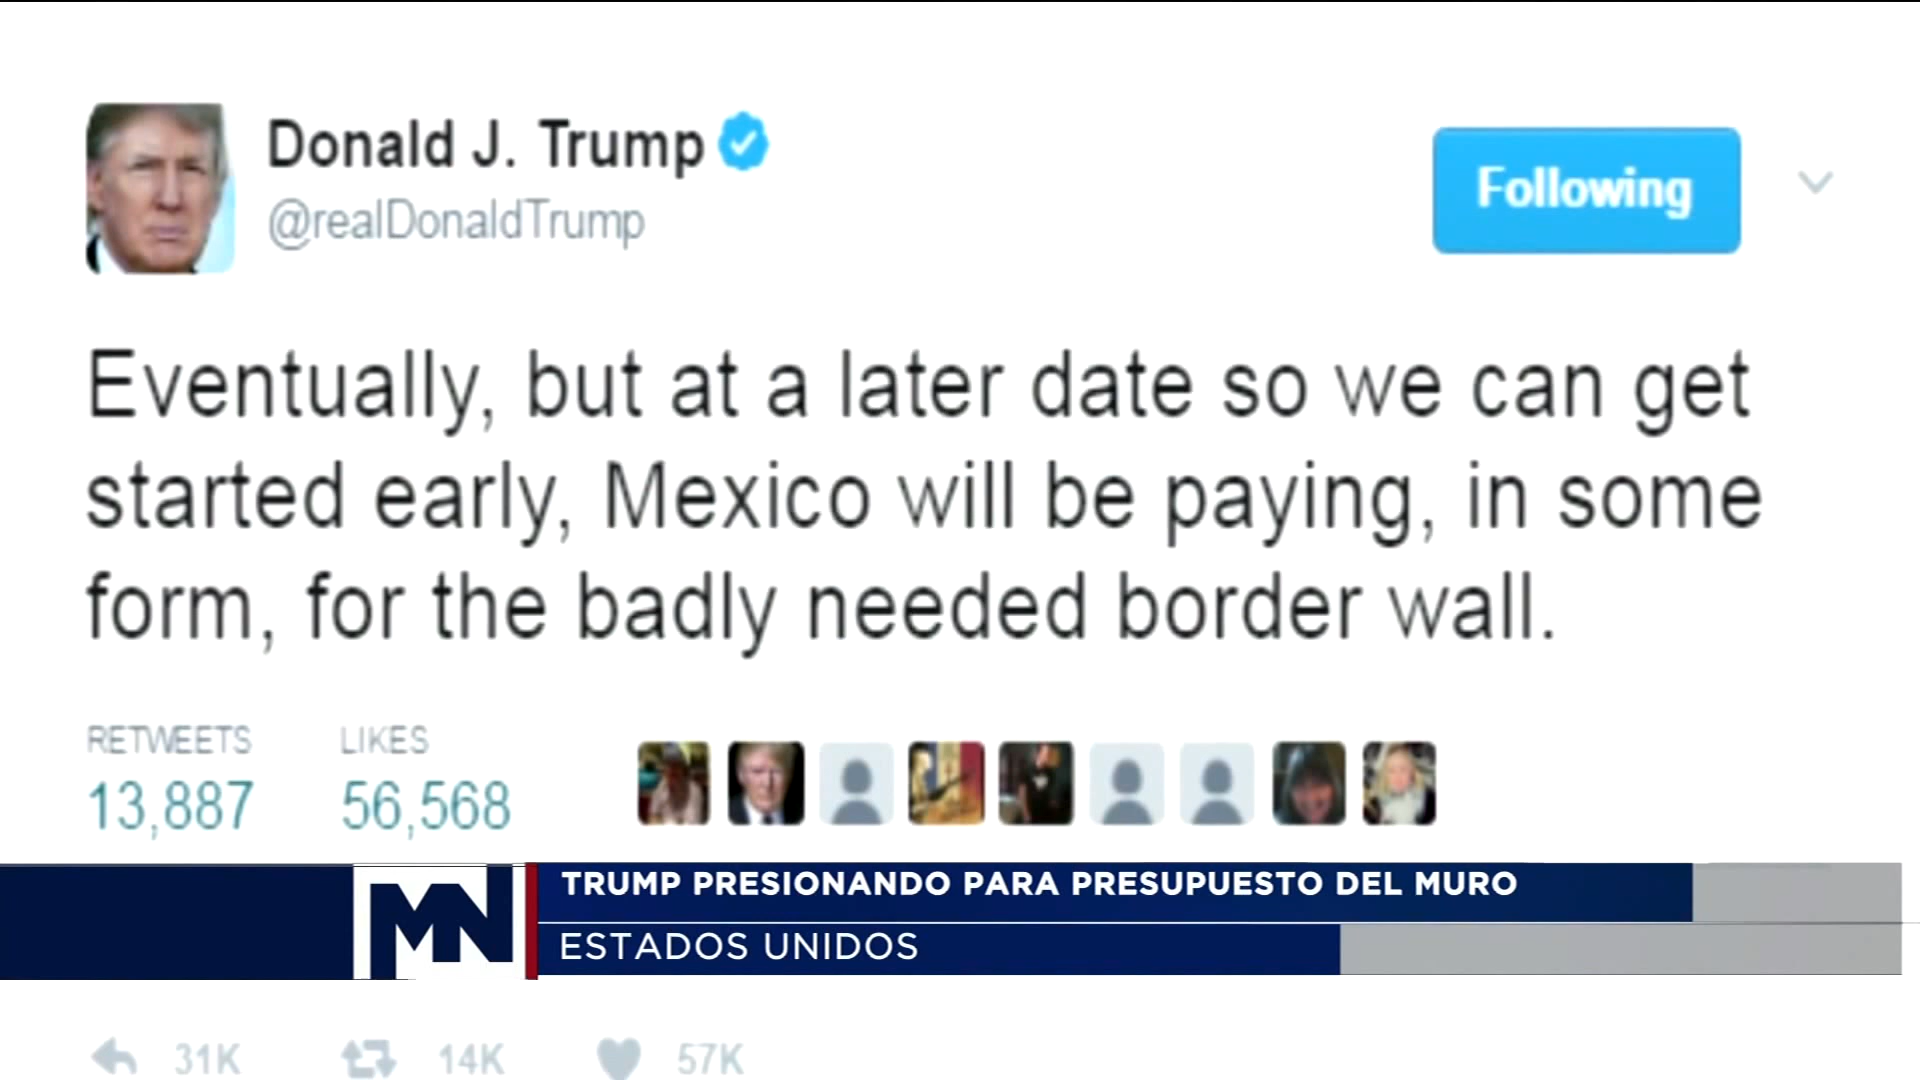 Donald J. Trump
@realDonaldTrump
Following
Eventually, but at a later date so we can get
started early, Mexico will be paying, in some
form, for the badly needed border wall.
RETWEETS LIKES
13,887 56,568
MN
TRUMP PRESIONANDO PARA PRESUPUESTO DEL MURO
ESTADOS UNIDOS
31K 14K 57K